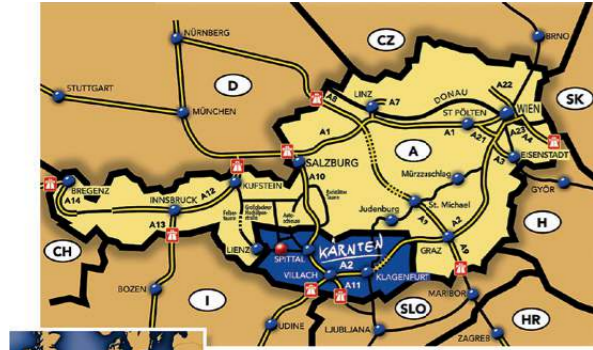 NÜRNBERG
CZ
BRNO
STUTTGART
D
A8
LINZ
A7
DONAU
A22
WIEN
SK
MÜNCHEN
ST PÖLTEN
A1
A1
A21
A23
A4
A3
EISENSTADT
SALZBURG
A
BREGENZ
KUFSTEIN
A10
Mürzzuschlag
GYÖR
A14
INNSBRUCK
A12
St. Michael
Judenburg
H
A13
A9
A2
CH
LIENZ
KÄRNTEN
GRAZ
A9
SPITTAL
VILLACH
A2
KLAGENFURT
BOZEN
I
A11
SLO
MARIBOR
HR
UDINE
LJUBLJANA
ZAGREB